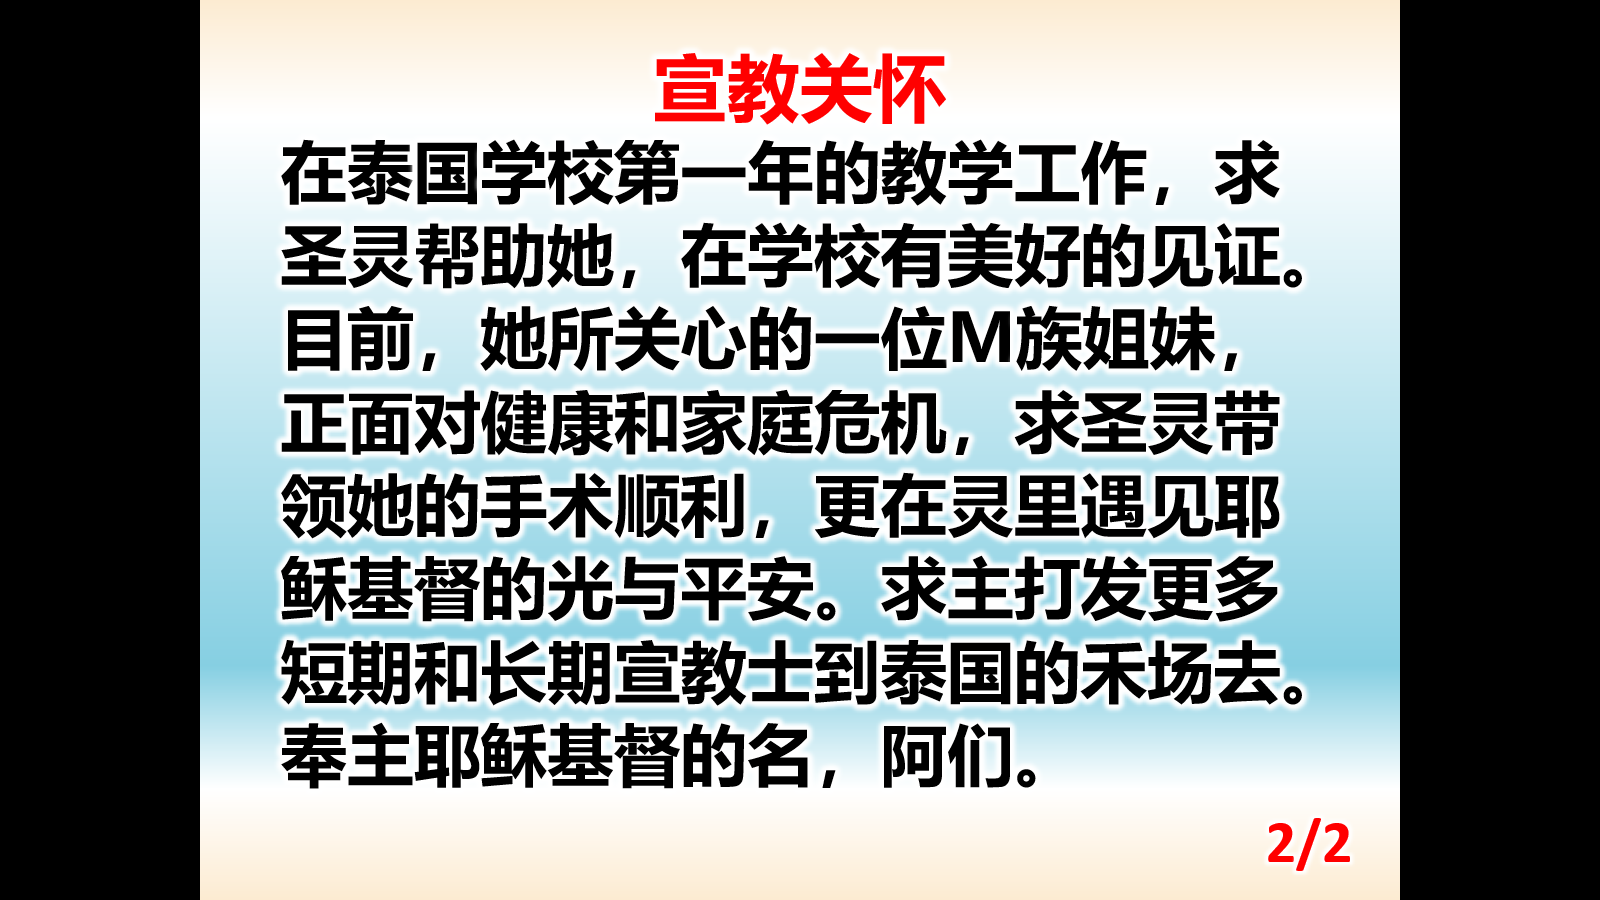 宣教关怀
在泰国学校第一年的教学工作，求
圣灵帮助她，在学校有美好的见证。
目前，她所关心的一位M族姐妹，
正面对健康和家庭危机，求圣灵带
领她的手术顺利，更在灵里遇见耶
稣基督的光与平安。求主打发更多
短期和长期宣教士到泰国的禾场去。
奉主耶稣基督的名，阿们。
2/2